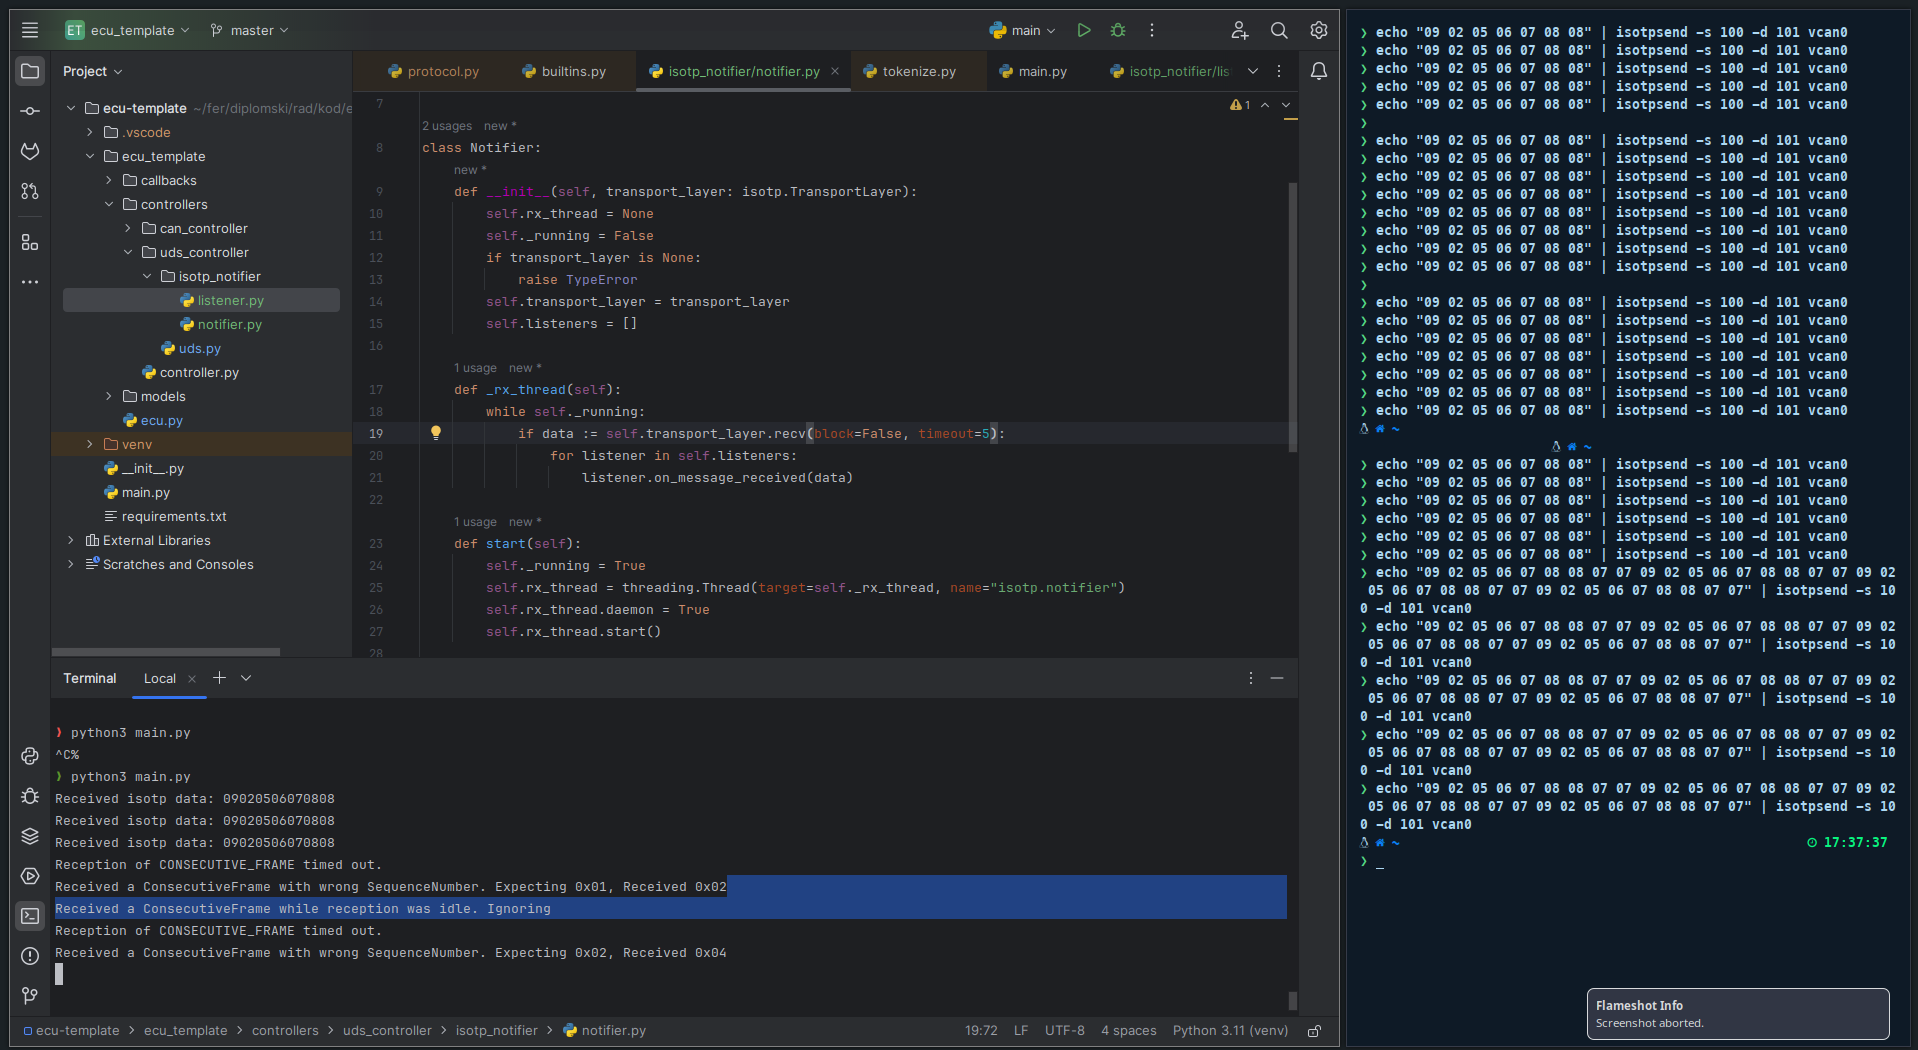 ET ecu_template master main
Project
protocol.py builtins.py isotp_notifier/notifier.py tokenize.py main.py isotp_notifier/lis
ecu-template ~/fer/diplomski/rad/kod/e
.vscode
ecu_template
callbacks
controllers
can_controller
uds_controller
isotp_notifier
listener.py
notifier.py
uds.py
controller.py
models
ecu.py
venv
__init__.py
main.py
requirements.txt
External Libraries
Scratches and Consoles
1
7
2 usages new *
8 class Notifier:
new *
9 def __init__(self, transport_layer: isotp.TransportLayer):
10 self.rx_thread = None
11 self._running = False
12 if transport_layer is None:
13 raise TypeError
14 self.transport_layer = transport_layer
15 self.listeners = []
16
1 usage new *
17 def _rx_thread(self):
18 while self._running:
19 if data := self.transport_layer.recv(block=False, timeout=5):
20 for listener in self.listeners:
21 listener.on_message_received(data)
22
1 usage new *
23 def start(self):
24 self._running = True
25 self.rx_thread = threading.Thread(target=self._rx_thread, name="isotp.notifier")
26 self.rx_thread.daemon = True
27 self.rx_thread.start()
28
Terminal Local
❯ python3 main.py
^C%
❯ python3 main.py
Received isotp data: 09020506070808
Received isotp data: 09020506070808
Received isotp data: 09020506070808
Reception of CONSECUTIVE_FRAME timed out.
Received a ConsecutiveFrame with wrong SequenceNumber. Expecting 0x01, Received 0x02
Received a ConsecutiveFrame while reception was idle. Ignoring
Reception of CONSECUTIVE_FRAME timed out.
Received a ConsecutiveFrame with wrong SequenceNumber. Expecting 0x02, Received 0x04
ecu-template > ecu_template > controllers > uds_controller > isotp_notifier > notifier.py
19:72 LF UTF-8 4 spaces Python 3.11 (venv)
❯ echo "09 02 05 06 07 08 08" | isotpsend -s 100 -d 101 vcan0
❯ echo "09 02 05 06 07 08 08" | isotpsend -s 100 -d 101 vcan0
❯ echo "09 02 05 06 07 08 08" | isotpsend -s 100 -d 101 vcan0
❯ echo "09 02 05 06 07 08 08" | isotpsend -s 100 -d 101 vcan0
❯ echo "09 02 05 06 07 08 08" | isotpsend -s 100 -d 101 vcan0
❯
❯ echo "09 02 05 06 07 08 08" | isotpsend -s 100 -d 101 vcan0
❯ echo "09 02 05 06 07 08 08" | isotpsend -s 100 -d 101 vcan0
❯ echo "09 02 05 06 07 08 08" | isotpsend -s 100 -d 101 vcan0
❯ echo "09 02 05 06 07 08 08" | isotpsend -s 100 -d 101 vcan0
❯ echo "09 02 05 06 07 08 08" | isotpsend -s 100 -d 101 vcan0
❯ echo "09 02 05 06 07 08 08" | isotpsend -s 100 -d 101 vcan0
❯ echo "09 02 05 06 07 08 08" | isotpsend -s 100 -d 101 vcan0
❯ echo "09 02 05 06 07 08 08" | isotpsend -s 100 -d 101 vcan0
❯
❯ echo "09 02 05 06 07 08 08" | isotpsend -s 100 -d 101 vcan0
❯ echo "09 02 05 06 07 08 08" | isotpsend -s 100 -d 101 vcan0
❯ echo "09 02 05 06 07 08 08" | isotpsend -s 100 -d 101 vcan0
❯ echo "09 02 05 06 07 08 08" | isotpsend -s 100 -d 101 vcan0
❯ echo "09 02 05 06 07 08 08" | isotpsend -s 100 -d 101 vcan0
❯ echo "09 02 05 06 07 08 08" | isotpsend -s 100 -d 101 vcan0
❯ echo "09 02 05 06 07 08 08" | isotpsend -s 100 -d 101 vcan0
~
~
❯ echo "09 02 05 06 07 08 08" | isotpsend -s 100 -d 101 vcan0
❯ echo "09 02 05 06 07 08 08" | isotpsend -s 100 -d 101 vcan0
❯ echo "09 02 05 06 07 08 08" | isotpsend -s 100 -d 101 vcan0
❯ echo "09 02 05 06 07 08 08" | isotpsend -s 100 -d 101 vcan0
❯ echo "09 02 05 06 07 08 08" | isotpsend -s 100 -d 101 vcan0
❯ echo "09 02 05 06 07 08 08" | isotpsend -s 100 -d 101 vcan0
❯ echo "09 02 05 06 07 08 08 07 07 09 02 05 06 07 08 08 07 07 09 02
05 06 07 08 08 07 07 09 02 05 06 07 08 08 07 07" | isotpsend -s 10
0 -d 101 vcan0
❯ echo "09 02 05 06 07 08 08 07 07 09 02 05 06 07 08 08 07 07 09 02
05 06 07 08 08 07 07 09 02 05 06 07 08 08 07 07" | isotpsend -s 10
0 -d 101 vcan0
❯ echo "09 02 05 06 07 08 08 07 07 09 02 05 06 07 08 08 07 07 09 02
05 06 07 08 08 07 07 09 02 05 06 07 08 08 07 07" | isotpsend -s 10
0 -d 101 vcan0
❯ echo "09 02 05 06 07 08 08 07 07 09 02 05 06 07 08 08 07 07 09 02
05 06 07 08 08 07 07 09 02 05 06 07 08 08 07 07" | isotpsend -s 10
0 -d 101 vcan0
❯ echo "09 02 05 06 07 08 08 07 07 09 02 05 06 07 08 08 07 07 09 02
05 06 07 08 08 07 07 09 02 05 06 07 08 08 07 07" | isotpsend -s 10
0 -d 101 vcan0
~ 17:37:37
❯ _
Flameshot Info
Screenshot aborted.